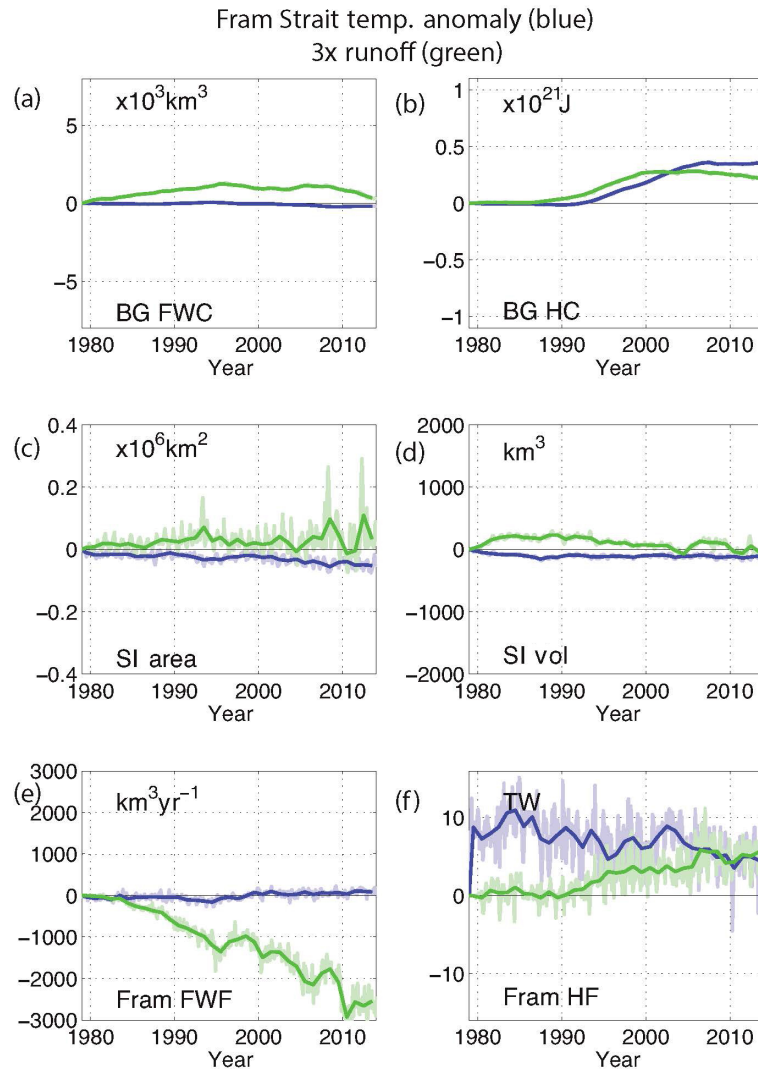 Fram Strait temp. anomaly (blue)
3x runoff (green)
(a)
x10³km³
5
0
−5
BG FWC
1980 1990 2000 2010
Year
(b)
x10²¹J
1
0.5
0
−0.5
−1
BG HC
1980 1990 2000 2010
Year
(c)
x10⁶km²
0.4
0.2
0
−0.2
−0.4
SI area
1980 1990 2000 2010
Year
(d)
km³
2000
1000
0
−1000
−2000
SI vol
1980 1990 2000 2010
Year
(e)
km³yr⁻¹
3000
2000
1000
0
−1000
−2000
−3000
Fram FWF
1980 1990 2000 2010
Year
(f)
TW
10
0
−10
Fram HF
1980 1990 2000 2010
Year